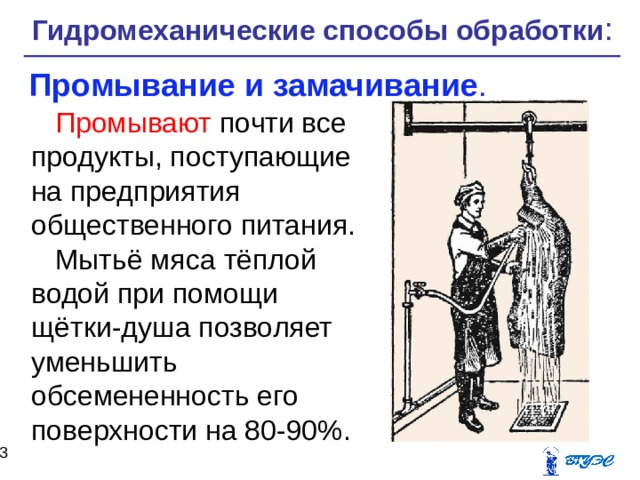 Гидромеханические способы обработки:
Промывание и замачивание.
Промывают почти все
продукты, поступающие
на предприятия
общественного питания.
Мытьё мяса тёплой
водой при помощи
щётки-душа позволяет
уменьшить
обсемененность его
поверхности на 80-90%.
3
ВГУЭС